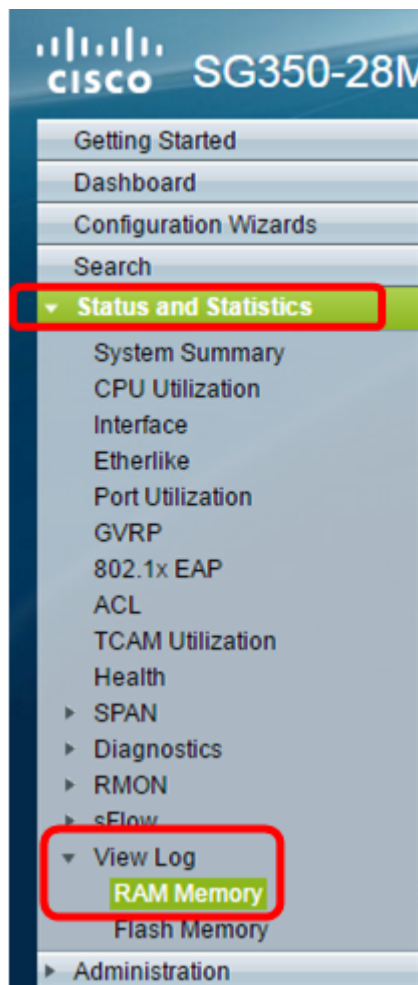 CISCO SG350-28M
Getting Started
Dashboard
Configuration Wizards
Search
Status and Statistics
System Summary
CPU Utilization
Interface
Etherlike
Port Utilization
GVRP
802.1x EAP
ACL
TCAM Utilization
Health
SPAN
Diagnostics
RMON
sFlow
View Log
RAM Memory
Flash Memory
Administration